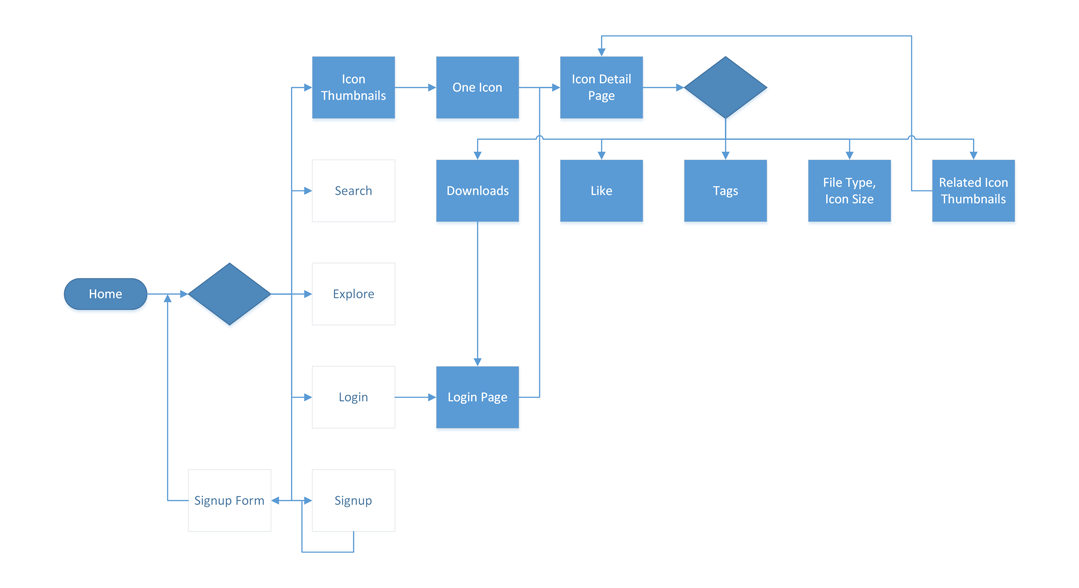 Icon
Thumbnails
One Icon
Icon Detail
Page
Search
Downloads
Like
Tags
File Type,
Icon Size
Related Icon
Thumbnails
Home
Explore
Login
Login Page
Signup Form
Signup